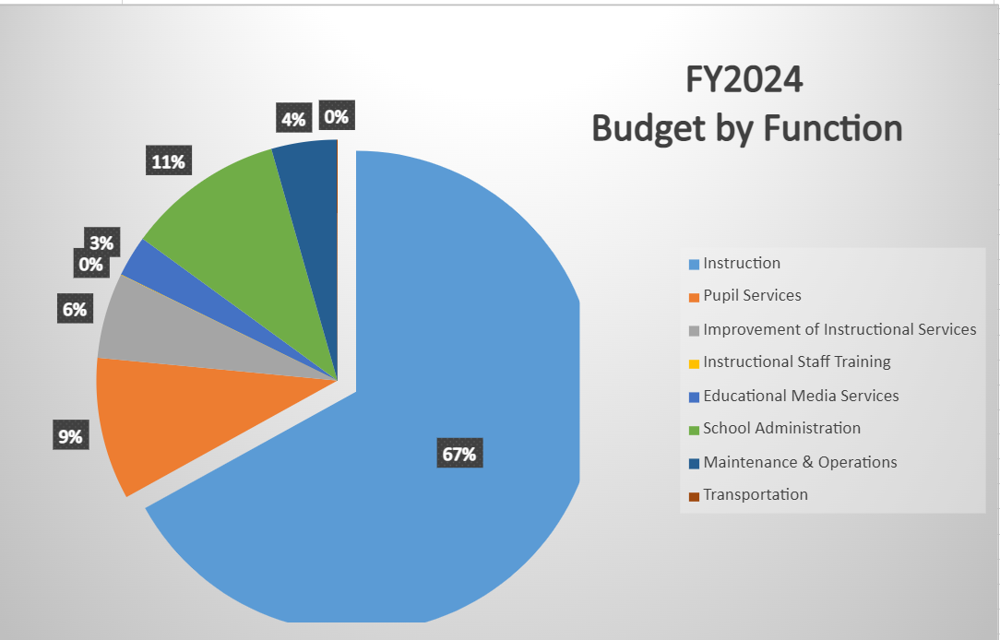 FY2024
Budget by Function
4%
0%
11%
3%
0%
6%
9%
67%
Instruction
Pupil Services
Improvement of Instructional Services
Instructional Staff Training
Educational Media Services
School Administration
Maintenance & Operations
Transportation